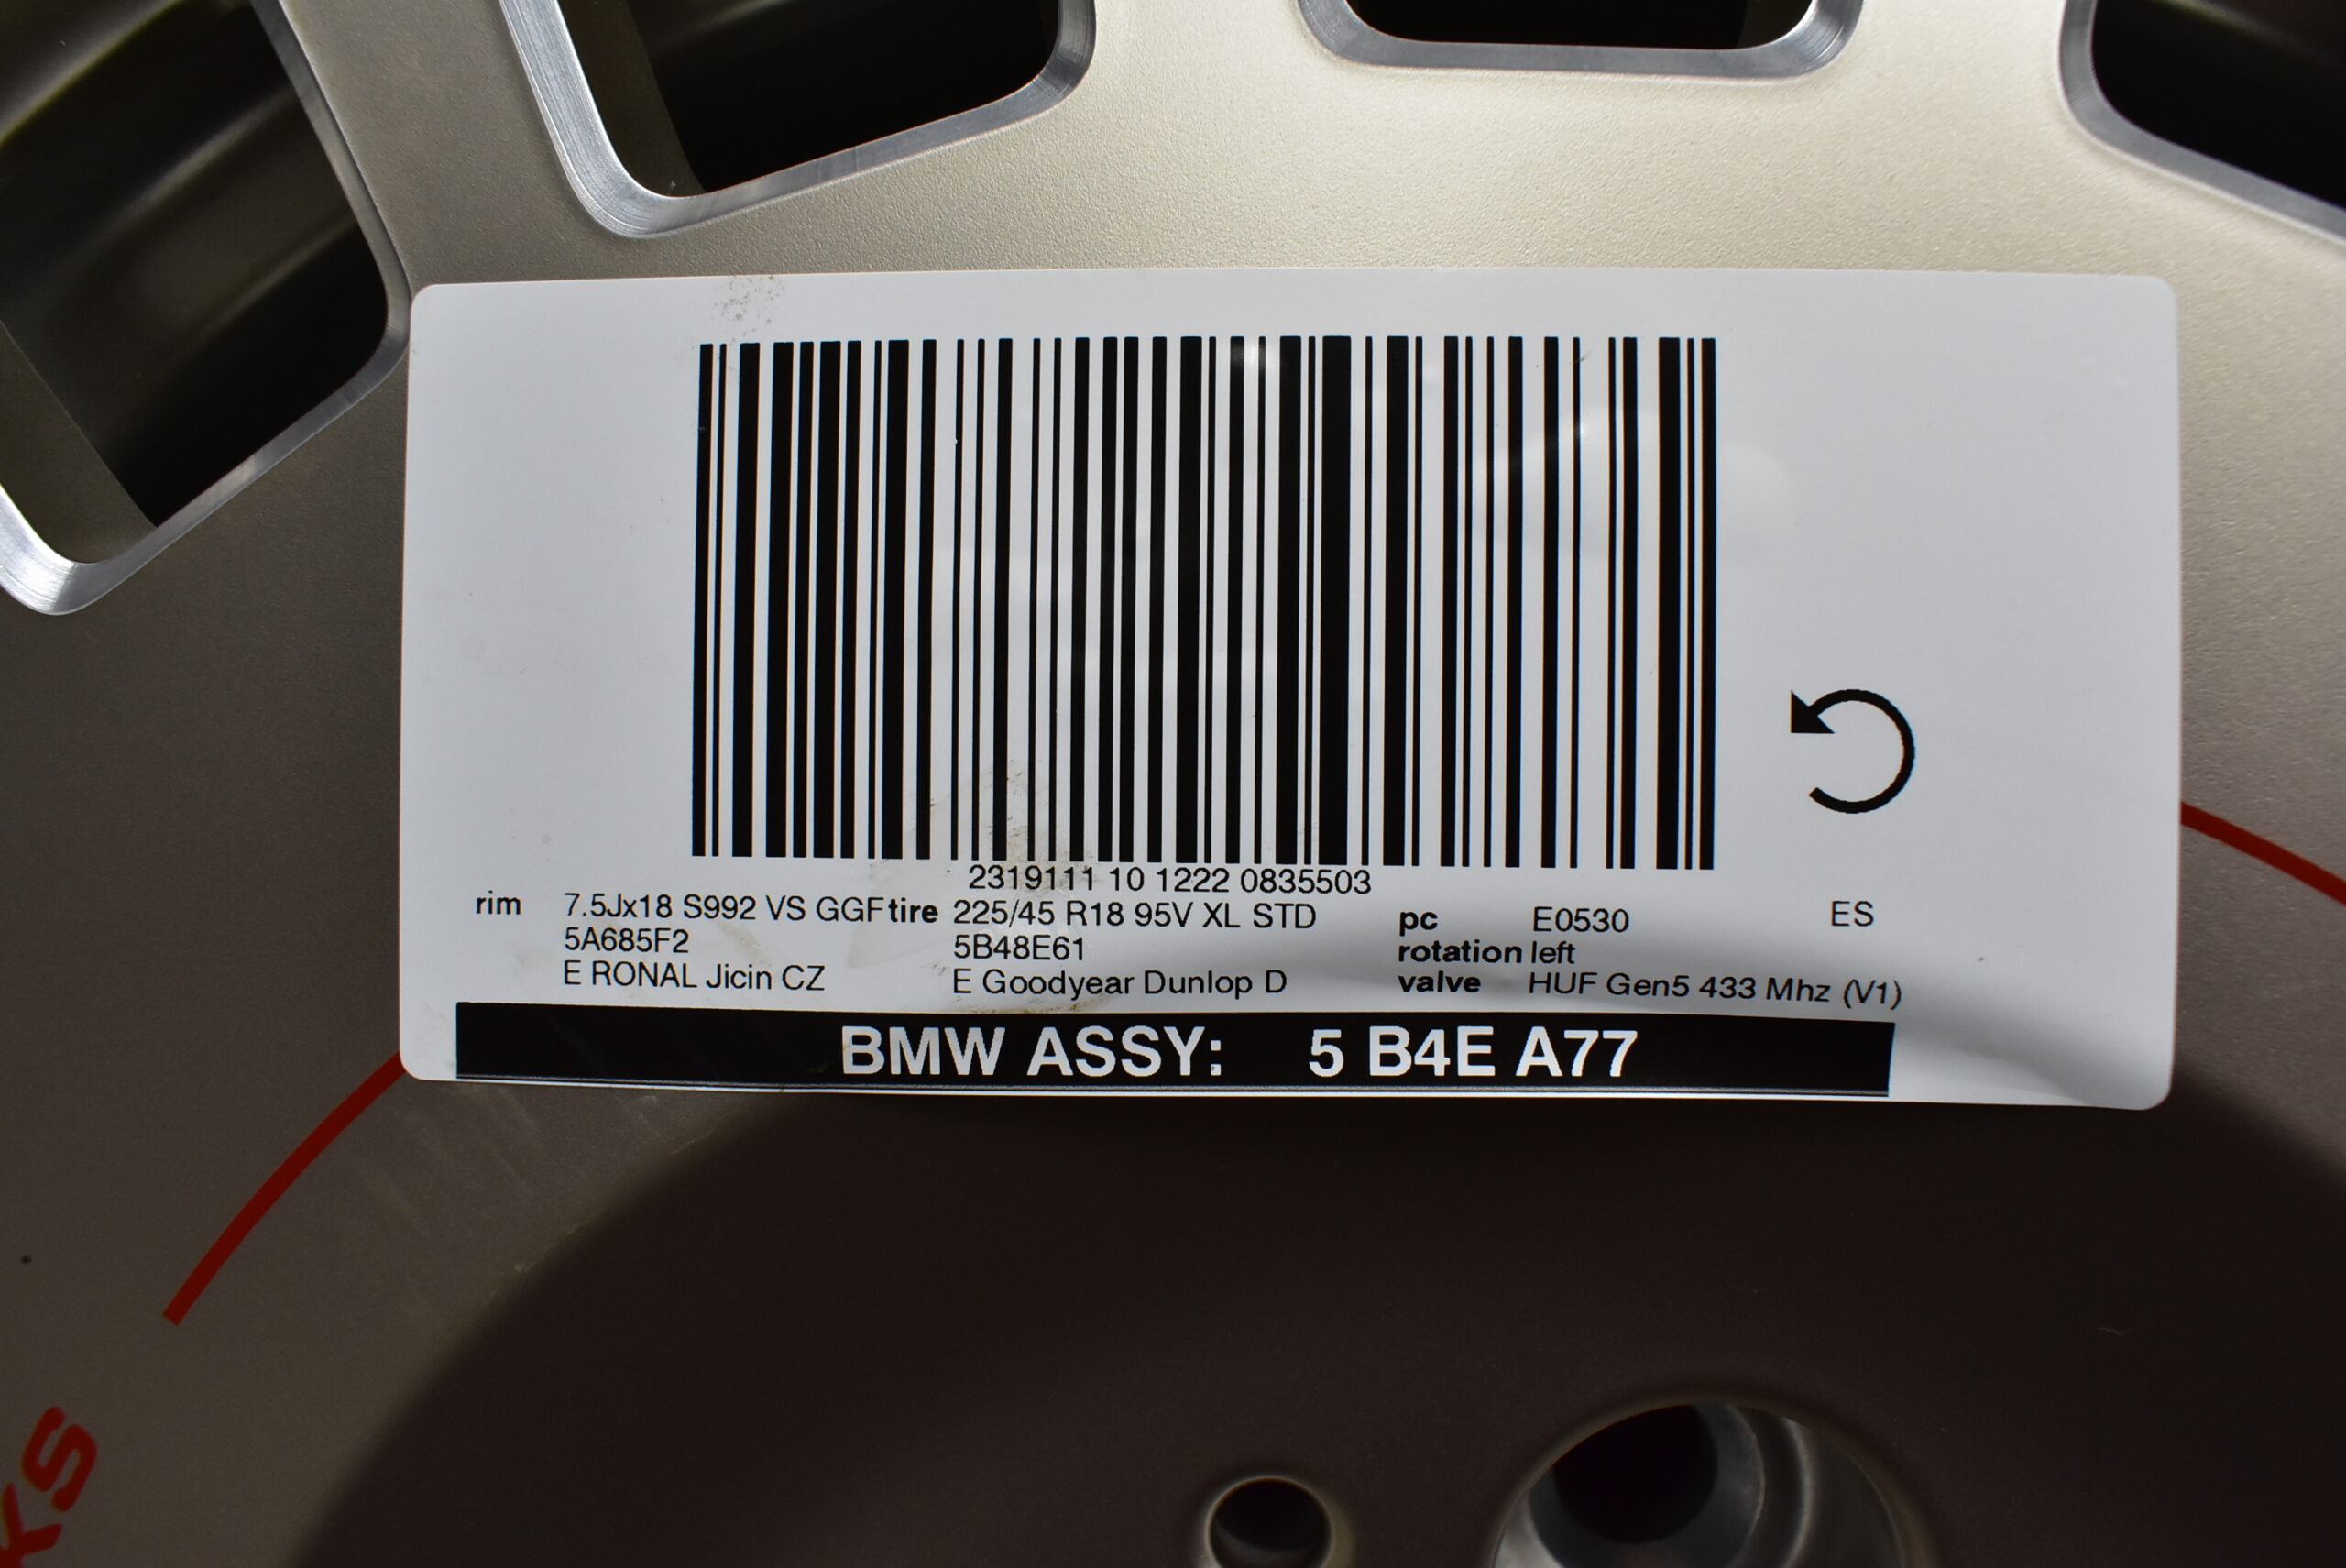 2319111 10 1222 0835503
rim 7.5Jx18 S992 VS GGF tire 225/45 R18 95V XL STD pc E0530 ES
5A685F2 5B48E61 rotation left
E RONAL Jicin CZ E Goodyear Dunlop D valve HUF Gen5 433 Mhz (V1)
BMW ASSY: 5 B4E A77
KS